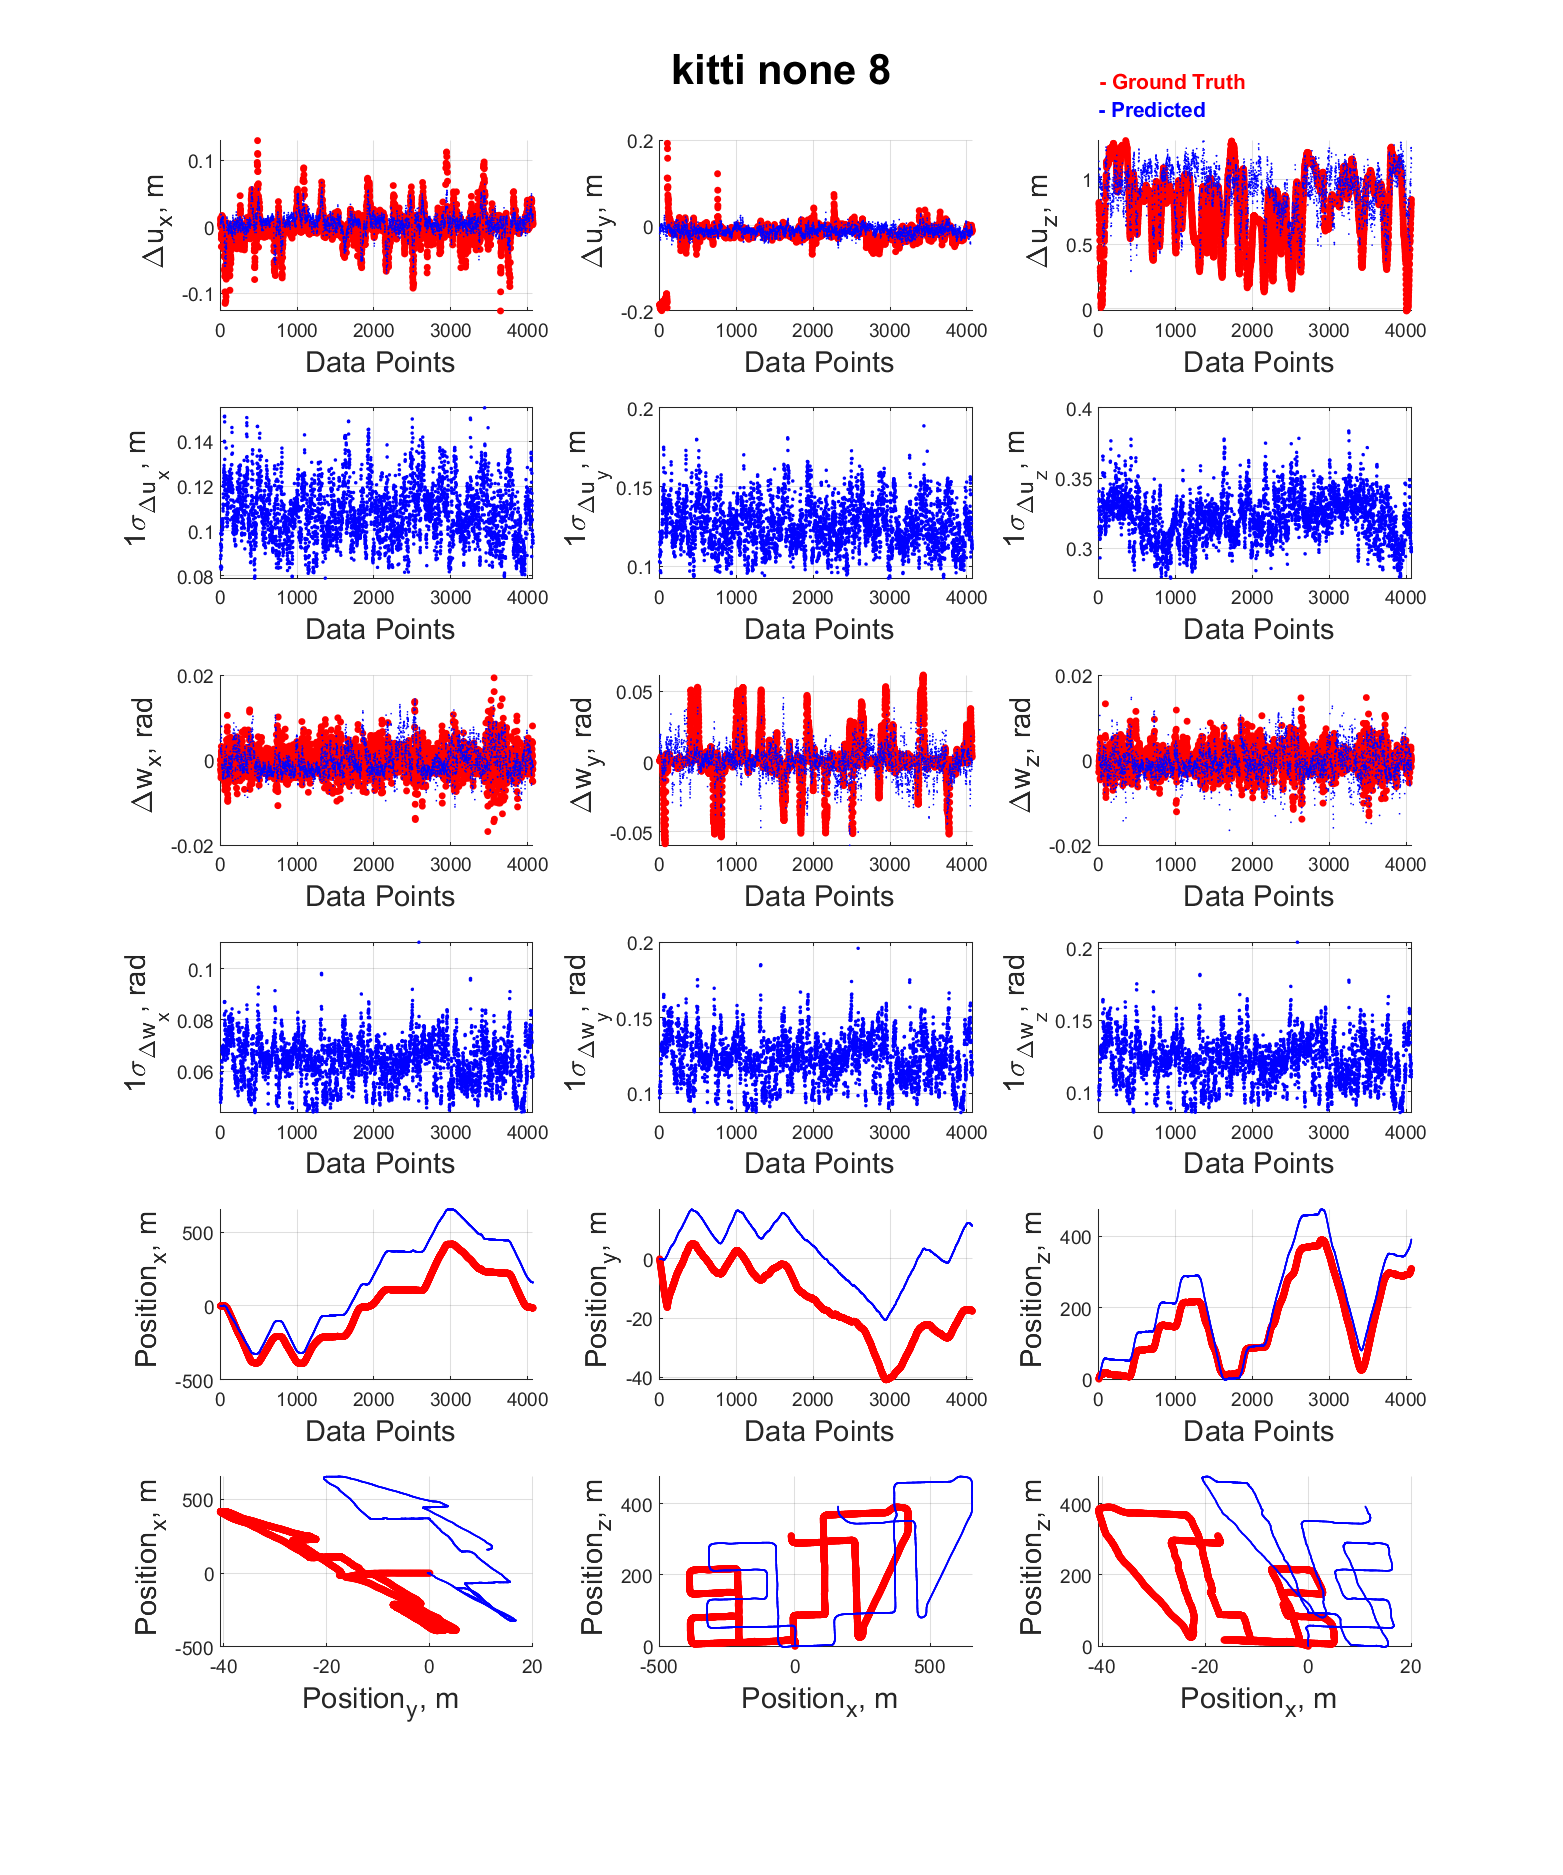 kitti none 8
- Ground Truth
- Predicted
0.1
0
-0.1
Δu_x, m
0 1000 2000 3000 4000
Data Points
0.2
0
-0.2
Δu_y, m
0 1000 2000 3000 4000
Data Points
1
0.5
0
Δu_z, m
0 1000 2000 3000 4000
Data Points
0.14
0.12
0.1
0.08
1σ_Δu_x, m
0 1000 2000 3000 4000
Data Points
0.2
0.15
0.1
1σ_Δu_y, m
0 1000 2000 3000 4000
Data Points
0.4
0.35
0.3
1σ_Δu_z, m
0 1000 2000 3000 4000
Data Points
0.02
0
-0.02
Δw_x, rad
0 1000 2000 3000 4000
Data Points
0.05
0
-0.05
Δw_y, rad
0 1000 2000 3000 4000
Data Points
0.02
0
-0.02
Δw_z, rad
0 1000 2000 3000 4000
Data Points
0.1
0.08
0.06
1σ_Δw_x, rad
0 1000 2000 3000 4000
Data Points
0.2
0.15
0.1
1σ_Δw_y, rad
0 1000 2000 3000 4000
Data Points
0.2
0.15
0.1
1σ_Δw_z, rad
0 1000 2000 3000 4000
Data Points
500
0
-500
Position_x, m
0 1000 2000 3000 4000
Data Points
0
-20
-40
Position_y, m
0 1000 2000 3000 4000
Data Points
400
200
0
Position_z, m
0 1000 2000 3000 4000
Data Points
500
0
-500
Position_x, m
-40 -20 0 20
Position_y, m
400
200
0
Position_z, m
-500 0 500
Position_x, m
400
200
0
Position_z, m
-40 -20 0 20
Position_x, m